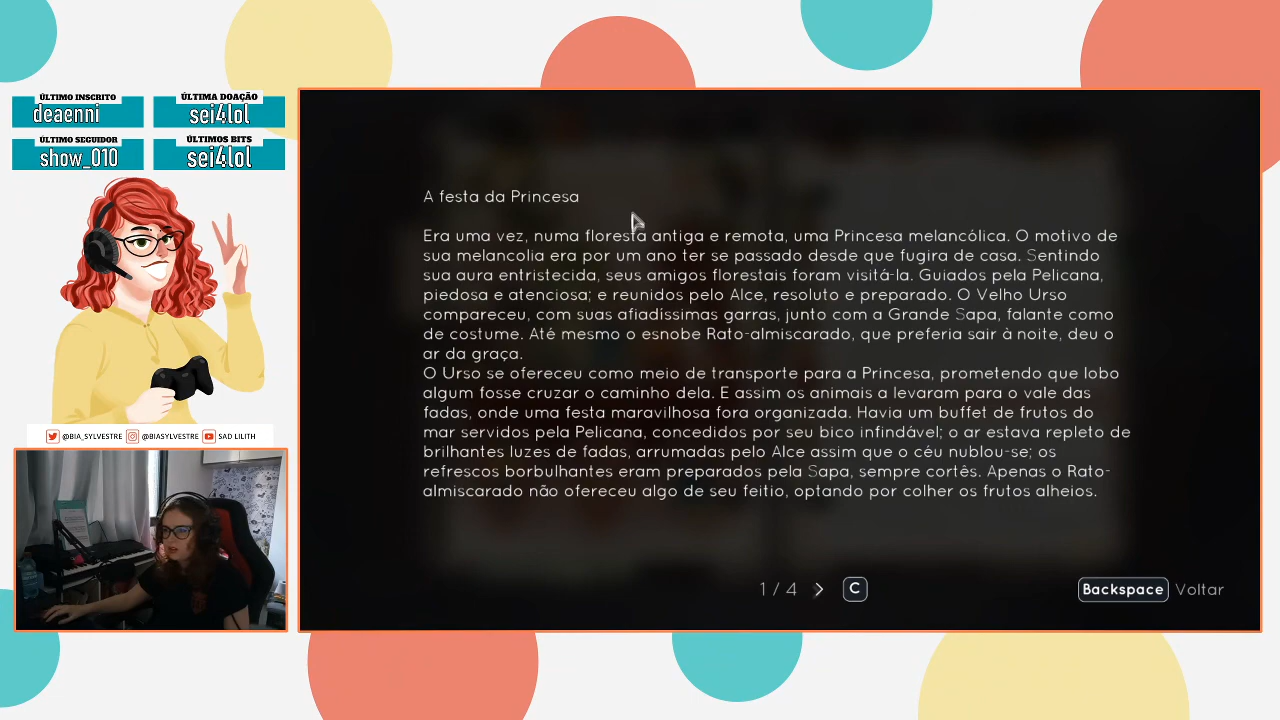 ÚLTIMO INSCRITO
deaenni
ÚLTIMA DOAÇÃO
sei4lol
ÚLTIMO SEGUIDOR
show_010
ÚLTIMOS BITS
sei4lol
@BIA_SYLVESTRE @BIASYLVESTRE SAD LILITH
A festa da Princesa
Era uma vez, numa floresta antiga e remota, uma Princesa melancólica. O motivo de
sua melancolia era por um ano ter se passado desde que fugira de casa. Sentindo
sua aura entristecida, seus amigos florestais foram visitá-la. Guiados pela Pelicana,
piedosa e atenciosa; e reunidos pelo Alce, resoluto e preparado. O Velho Urso
compareceu, com suas afiadíssimas garras, junto com a Grande Sapa, falante como
de costume. Até mesmo o esnobe Rato-almiscarado, que preferia sair à noite, deu o
ar da graça.
O Urso se ofereceu como meio de transporte para a Princesa, prometendo que lobo
algum fosse cruzar o caminho dela. E assim os animais a levaram para o vale das
fadas, onde uma festa maravilhosa fora organizada. Havia um buffet de frutos do
mar servidos pela Pelicana, concedidos por seu bico infindável; o ar estava repleto de
brilhantes luzes de fadas, arrumadas pelo Alce assim que o céu nublou-se; os
refrescos borbulhantes eram preparados pela Sapa, sempre cortês. Apenas o Rato-
almiscarado não ofereceu algo de seu feitio, optando por colher os frutos alheios.
1 / 4 > C
Backspace Voltar